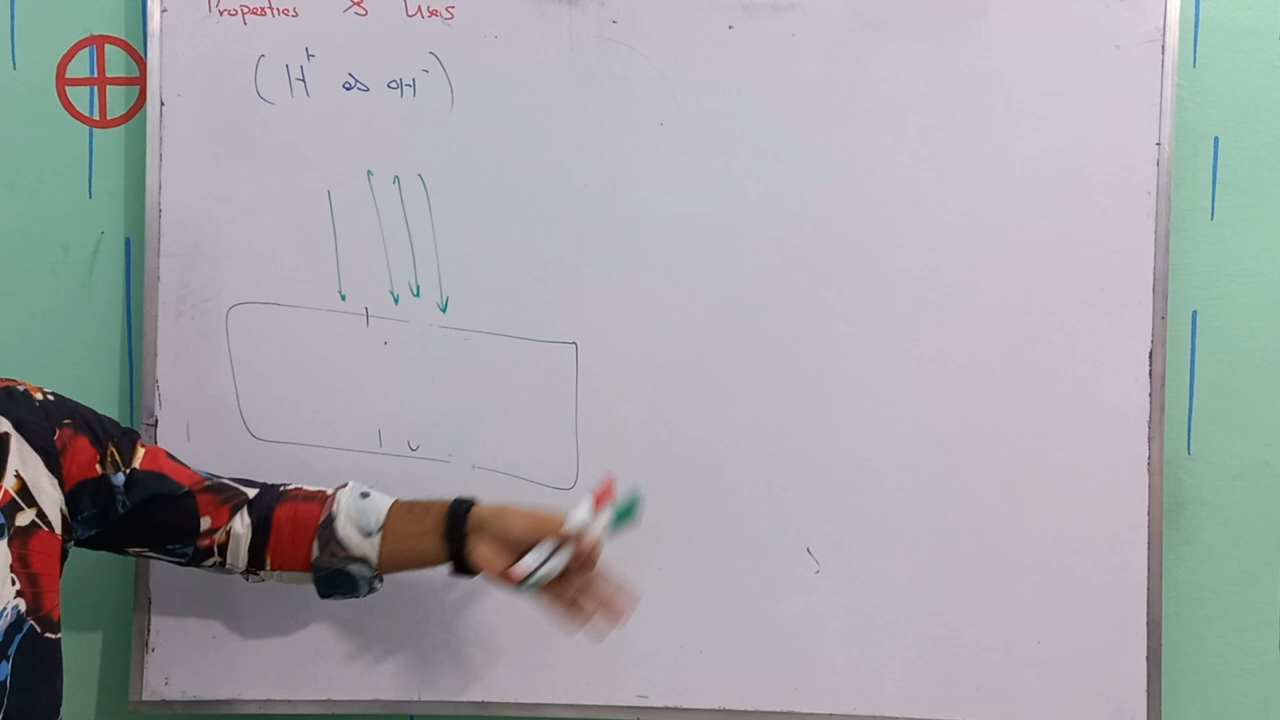 Properties & Uses
(H⁺ & OH⁻)